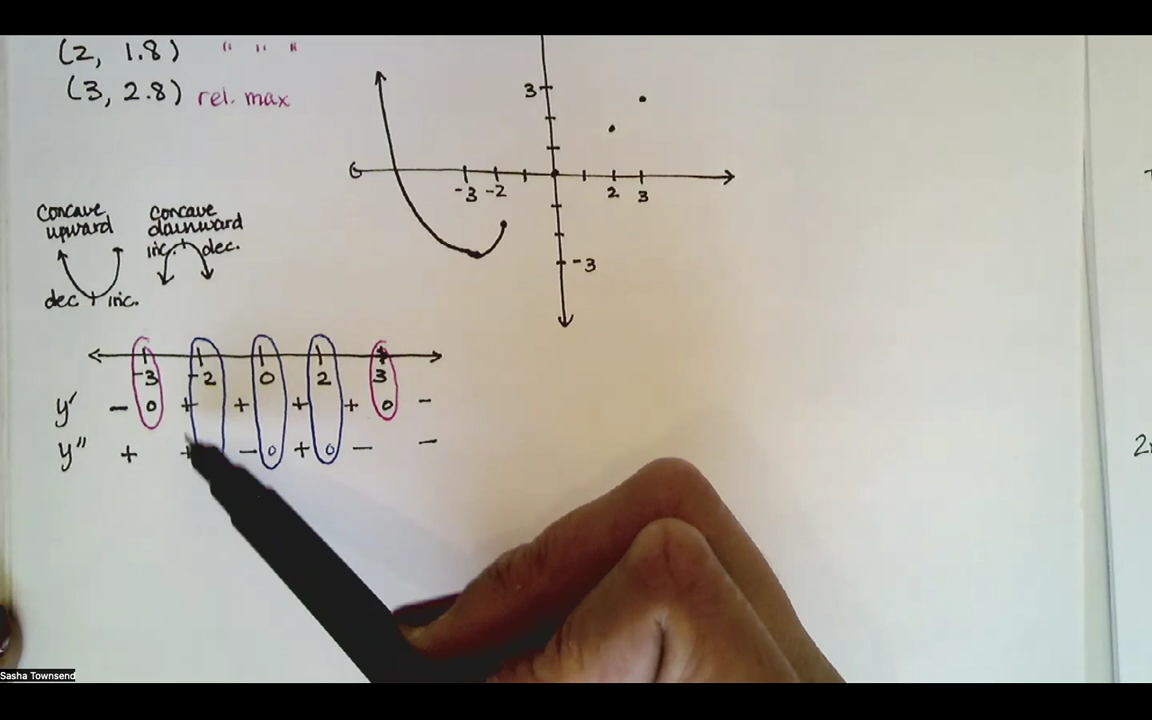 (2, 1.8) " " "
(3, 2.8) rel. max
3
-3 -2 2 3
-3
Concave upward
Concave downward
inc. + dec.
dec + inc.
-3 -2 0 2 3
y' - 0 + + + + 0 -
y" + + - 0 + 0 - -
Sasha Townsend